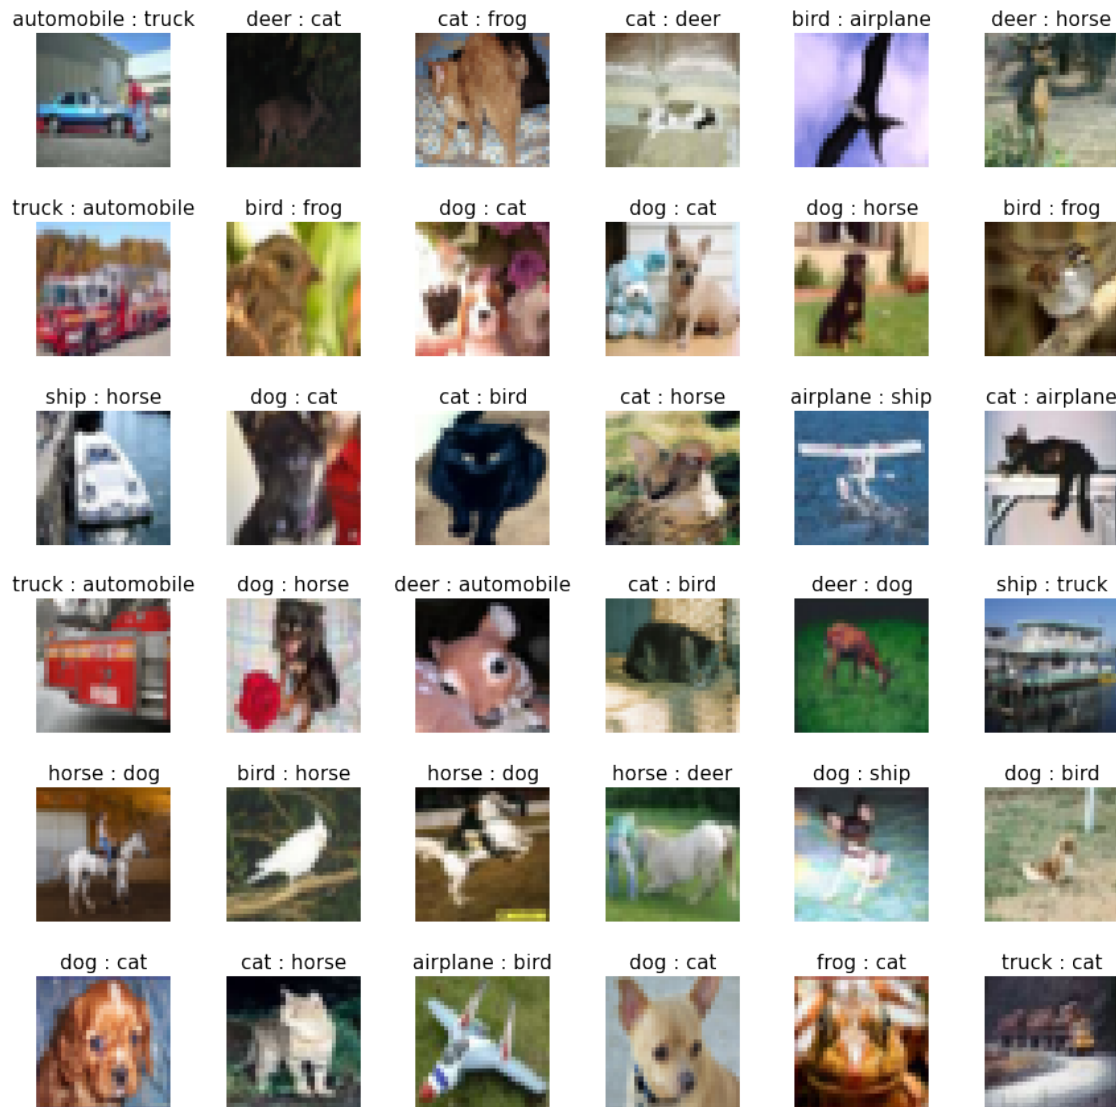 automobile : truck
deer : cat
cat : frog
cat : deer
bird : airplane
deer : horse
truck : automobile
bird : frog
dog : cat
dog : cat
dog : horse
bird : frog
ship : horse
dog : cat
cat : bird
cat : horse
airplane : ship
cat : airplane
truck : automobile
dog : horse
deer : automobile
cat : bird
deer : dog
ship : truck
horse : dog
bird : horse
horse : dog
horse : deer
dog : ship
dog : bird
dog : cat
cat : horse
airplane : bird
dog : cat
frog : cat
truck : cat